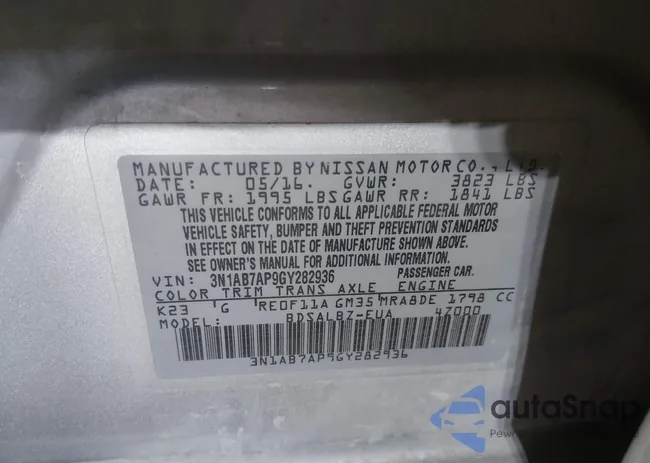 MANUFACTURED BY NISSAN MOTOR CO., LTD
DATE: 05/16. GVWR: 3823 LBS
GAWR FR: 1995 LBS GAWR RR: 1841 LBS
THIS VEHICLE CONFORMS TO ALL APPLICABLE FEDERAL MOTOR
VEHICLE SAFETY, BUMPER AND THEFT PREVENTION STANDARDS
IN EFFECT ON THE DATE OF MANUFACTURE SHOWN ABOVE.
SEE OWNER'S MANUAL FOR ADDITIONAL INFORMATION
VIN: 3N1AB7AP9GY282936 PASSENGER CAR.
COLOR TRIM TRANS AXLE ENGINE
K23 G RE0F11A GM35 MRA8DE 1798 CC
MODEL: BDSALBZ-EUA 47000
3N1AB7AP9GY282936
autoSnap